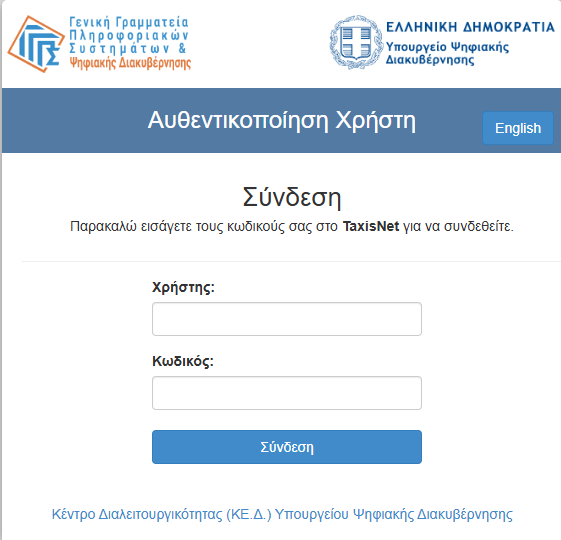 Γενική Γραμματεία
Πληροφοριακών
Συστημάτων &
Ψηφιακής Διακυβέρνησης
ΓΓΠΣ
ΕΛΛΗΝΙΚΗ ΔΗΜΟΚΡΑΤΙΑ
Υπουργείο Ψηφιακής
Διακυβέρνησης
Αυθεντικοποίηση Χρήστη
English
Σύνδεση
Παρακαλώ εισάγετε τους κωδικούς σας στο TaxisNet για να συνδεθείτε.
Χρήστης:
Κωδικός:
Σύνδεση
Κέντρο Διαλειτουργικότητας (ΚΕ.Δ.) Υπουργείου Ψηφιακής Διακυβέρνησης